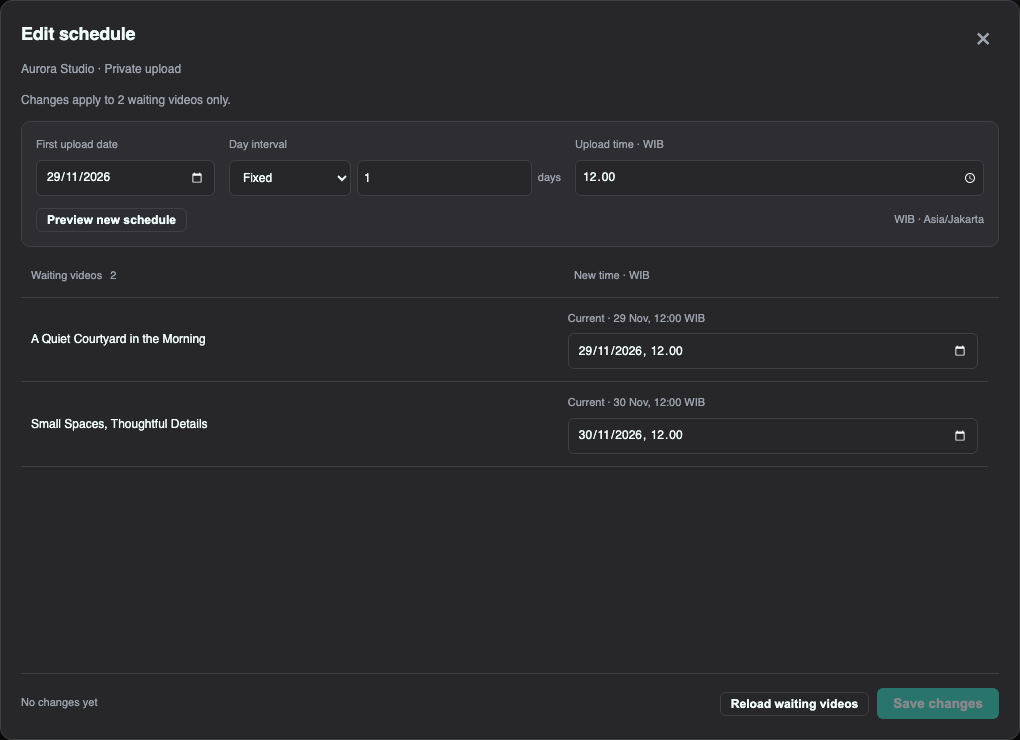 Edit schedule
Aurora Studio · Private upload
Changes apply to 2 waiting videos only.
First upload date
Day interval
Upload time · WIB
29/11/2026
Fixed
1
days
12.00
Preview new schedule
WIB · Asia/Jakarta
Waiting videos 2
New time · WIB
Current · 29 Nov, 12:00 WIB
A Quiet Courtyard in the Morning
29/11/2026, 12.00
Current · 30 Nov, 12:00 WIB
Small Spaces, Thoughtful Details
30/11/2026, 12.00
No changes yet
Reload waiting videos
Save changes